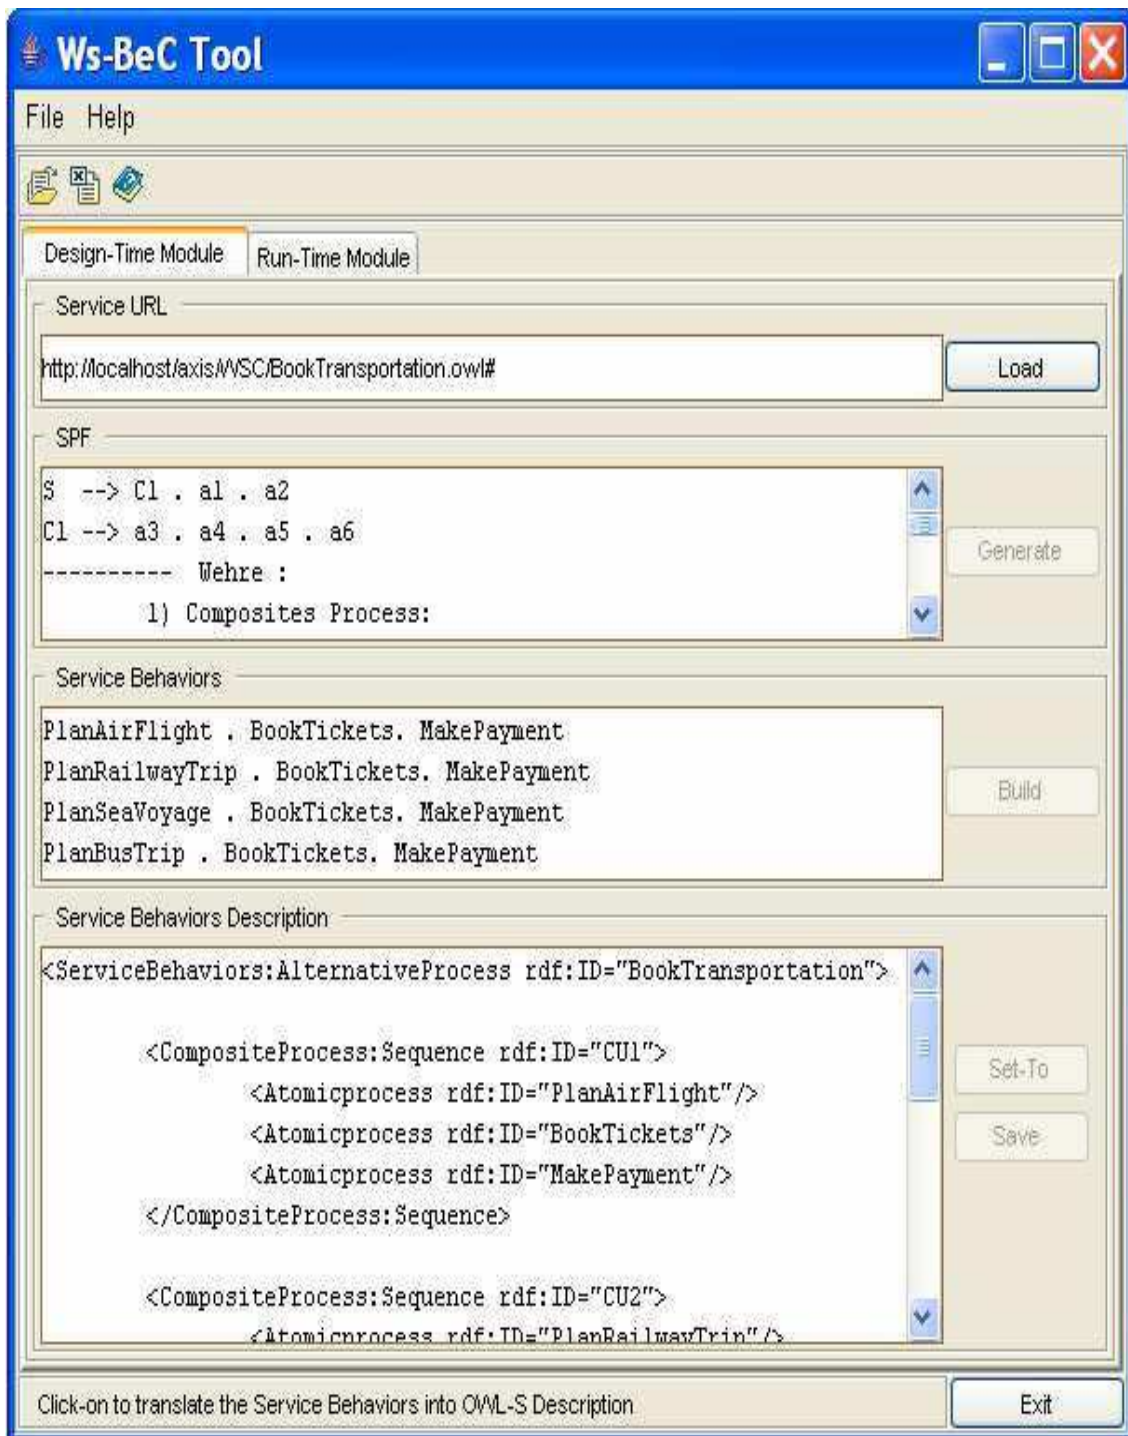 Ws-BeC Tool
File Help
Design-Time Module Run-Time Module
Service URL
http://localhost/axis/WSC/BookTransportation.owl#
Load
SPF
S --> C1 . a1 . a2
C1 --> a3 . a4 . a5 . a6
---------- Wehre :
1) Composites Process:
Generate
Service Behaviors
PlanAirFlight . BookTickets. MakePayment
PlanRailwayTrip . BookTickets. MakePayment
PlanSeaVoyage . BookTickets. MakePayment
PlanBusTrip . BookTickets. MakePayment
Build
Service Behaviors Description
<ServiceBehaviors:AlternativeProcess rdf:ID="BookTransportation">
<CompositeProcess:Sequence rdf:ID="CU1">
<Atomicprocess rdf:ID="PlanAirFlight"/>
<Atomicprocess rdf:ID="BookTickets"/>
<Atomicprocess rdf:ID="MakePayment"/>
</CompositeProcess:Sequence>
<CompositeProcess:Sequence rdf:ID="CU2">
<Atomicprocess rdf:ID="PlanRailwayTrip"/>
Set-To
Save
Click-on to translate the Service Behaviors into OWL-S Description
Exit